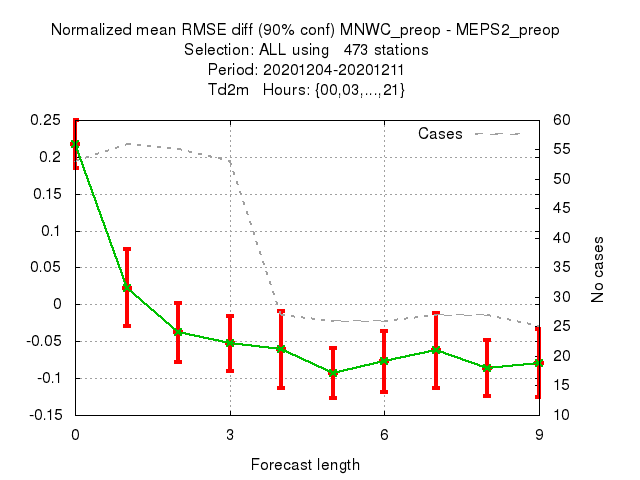 Normalized mean RMSE diff (90% conf) MNWC_preop - MEPS2_preop
Selection: ALL using 473 stations
Period: 20201204-20201211
Td2m Hours: {00,03,...,21}
Cases
0.25
0.2
0.15
0.1
0.05
0
-0.05
-0.1
-0.15
60
55
50
45
40
35
30
25
20
15
10
No cases
0 3 6 9
Forecast length